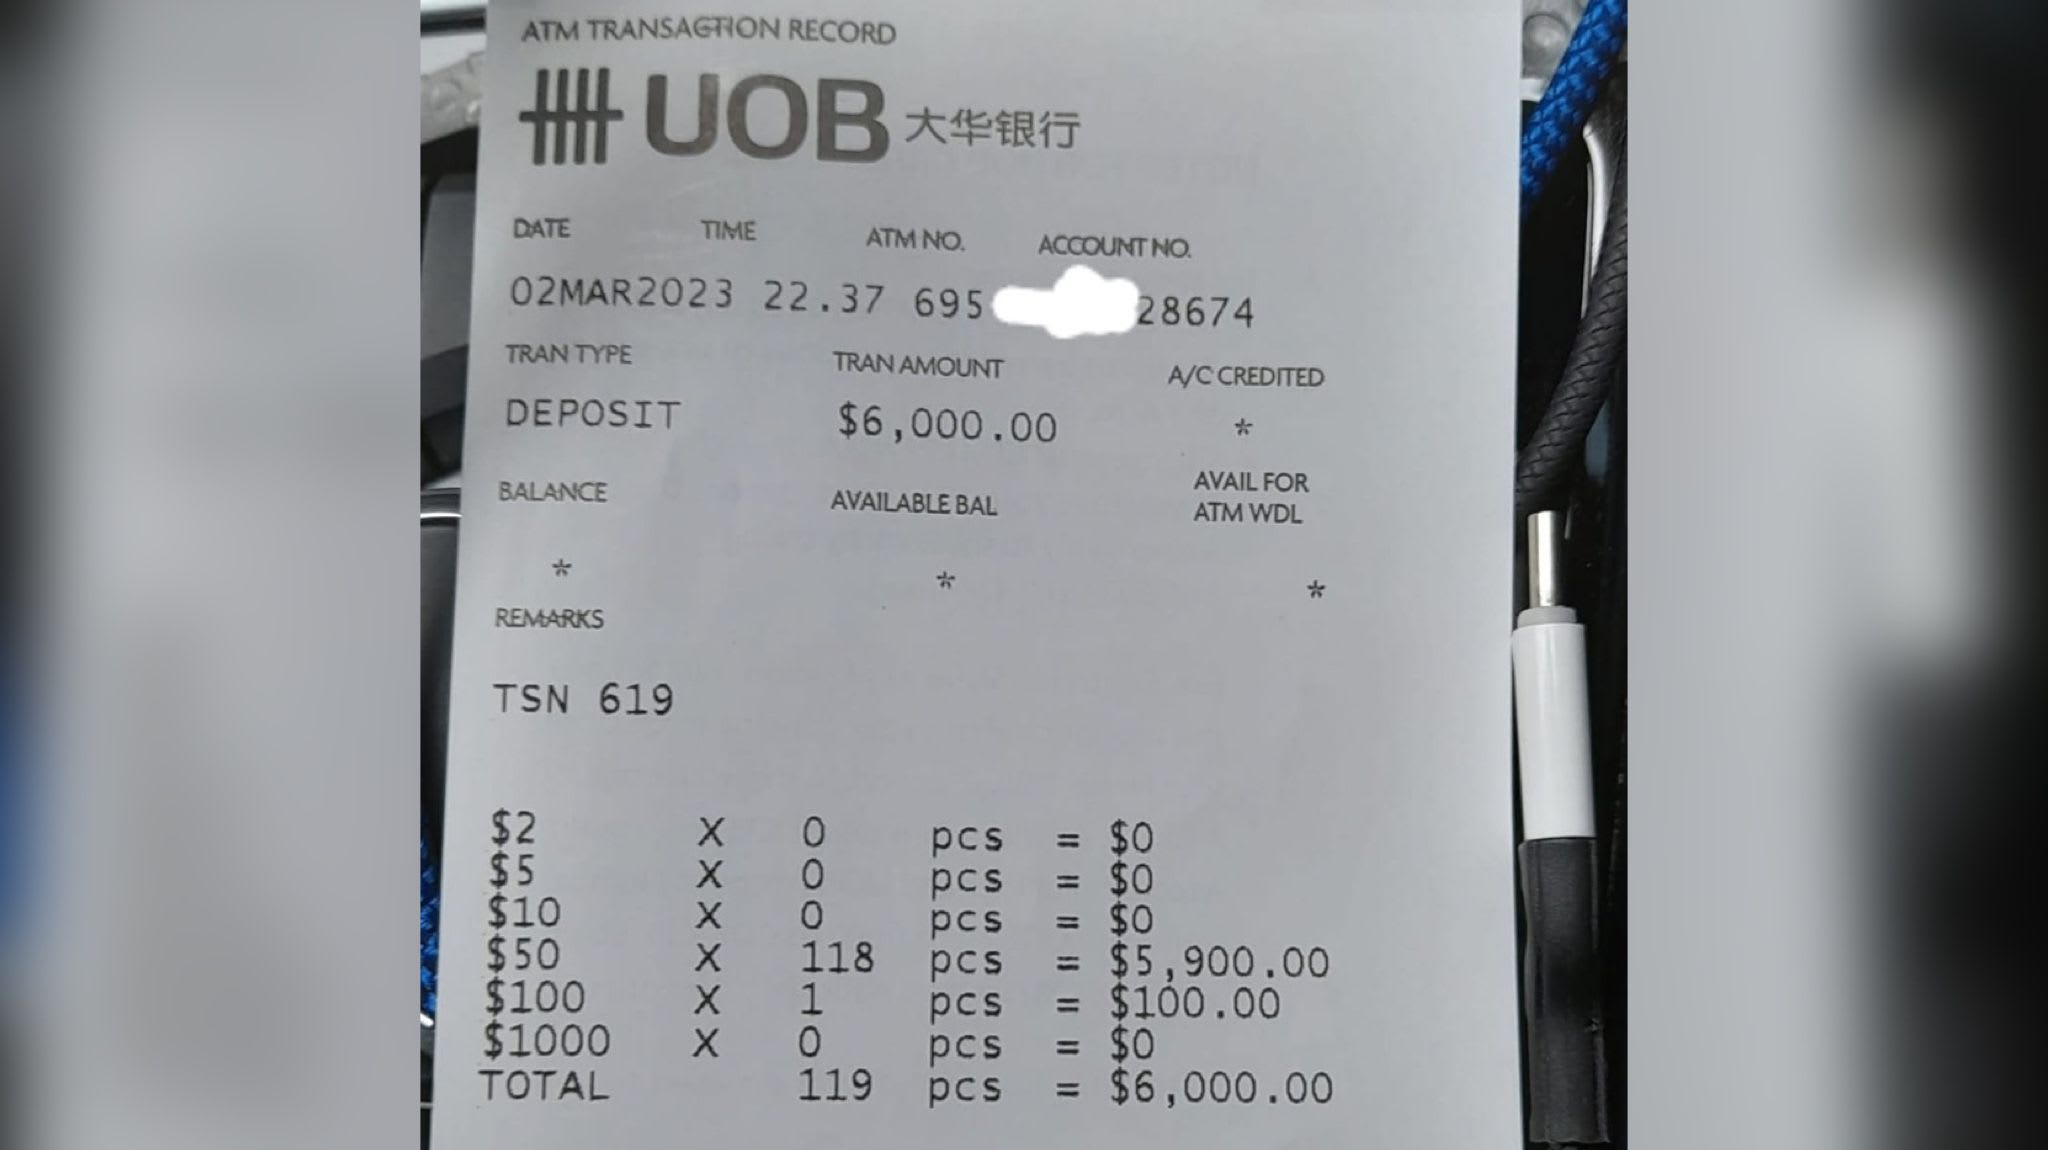 ATM TRANSACTION RECORD
UOB 大华银行
DATE TIME ATM NO. ACCOUNT NO.
02MAR2023 22.37 695 28674
TRAN TYPE TRAN AMOUNT A/C CREDITED
DEPOSIT $6,000.00 *
BALANCE AVAILABLE BAL AVAIL FOR
ATM WDL
* * *
REMARKS
TSN 619
$2 X 0 pcs = $0
$5 X 0 pcs = $0
$10 X 0 pcs = $0
$50 X 118 pcs = $5,900.00
$100 X 1 pcs = $100.00
$1000 X 0 pcs = $0
TOTAL 119 pcs = $6,000.00